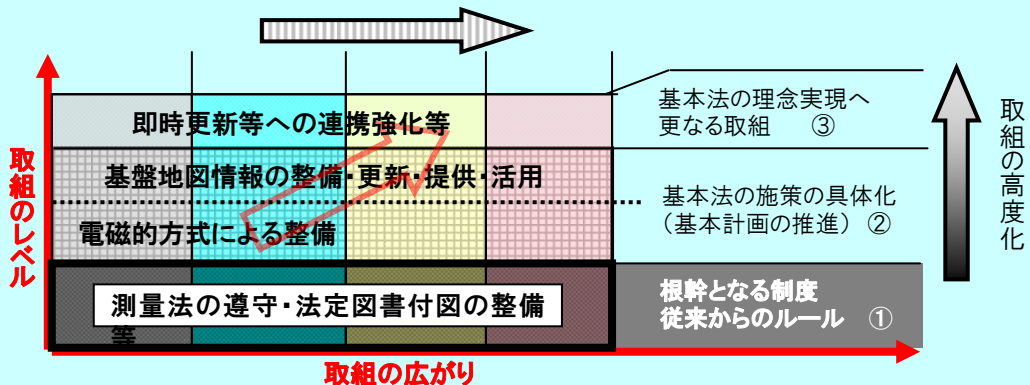 即時更新等への連携強化等
基盤地図情報の整備・更新・提供・活用
電磁的方式による整備
測量法の遵守・法定図書付図の整備
等
基本法の理念実現へ
更なる取組 ③
基本法の施策の具体化
（基本計画の推進）②
根幹となる制度
従来からのルール ①
取組のレベル
取組の広がり
取組の高度化